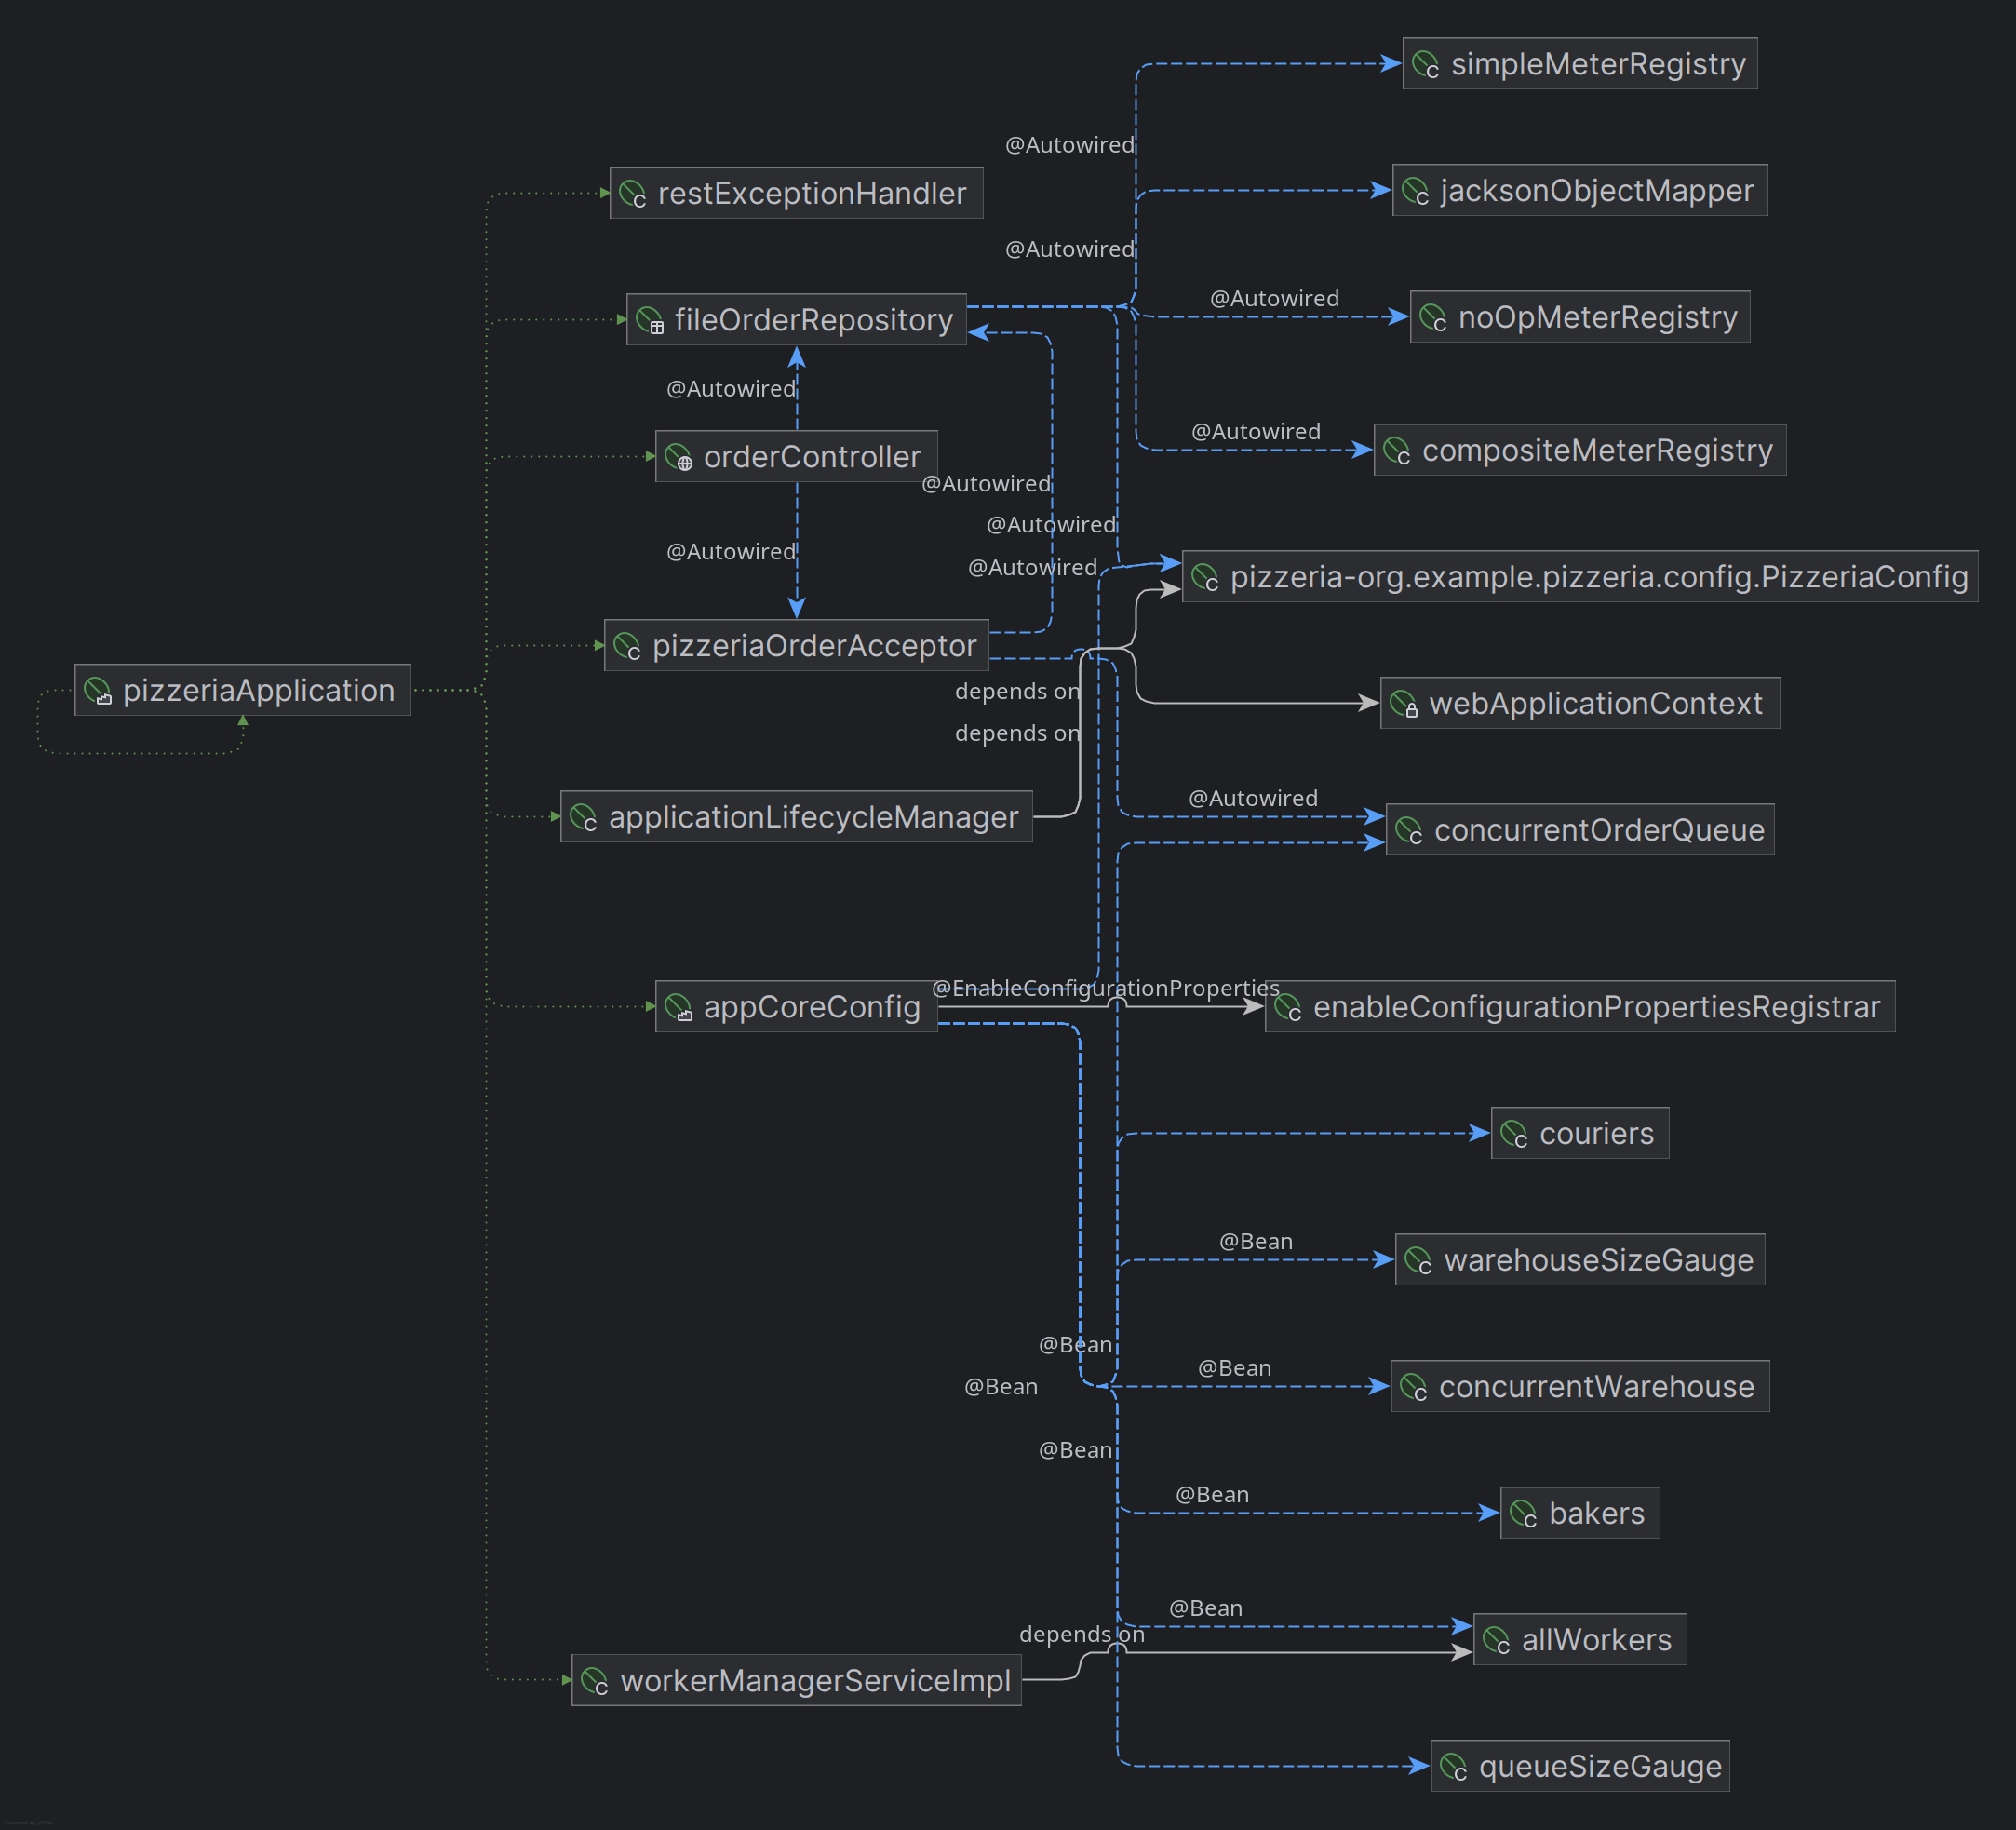 simpleMeterRegistry
@Autowired
restExceptionHandler
jacksonObjectMapper
@Autowired
@Autowired
fileOrderRepository
noOpMeterRegistry
@Autowired
@Autowired
orderController
compositeMeterRegistry
@Autowired
@Autowired
@Autowired
@Autowired
pizzeria-org.example.pizzeria.config.PizzeriaConfig
pizzeriaOrderAcceptor
pizzeriaApplication
depends on
webApplicationContext
depends on
@Autowired
applicationLifecycleManager
concurrentOrderQueue
@EnableConfigurationProperties
appCoreConfig
enableConfigurationPropertiesRegistrar
couriers
@Bean
warehouseSizeGauge
@Bean
@Bean
@Bean
concurrentWarehouse
@Bean
@Bean
bakers
@Bean
depends on
allWorkers
workerManagerServiceImpl
queueSizeGauge